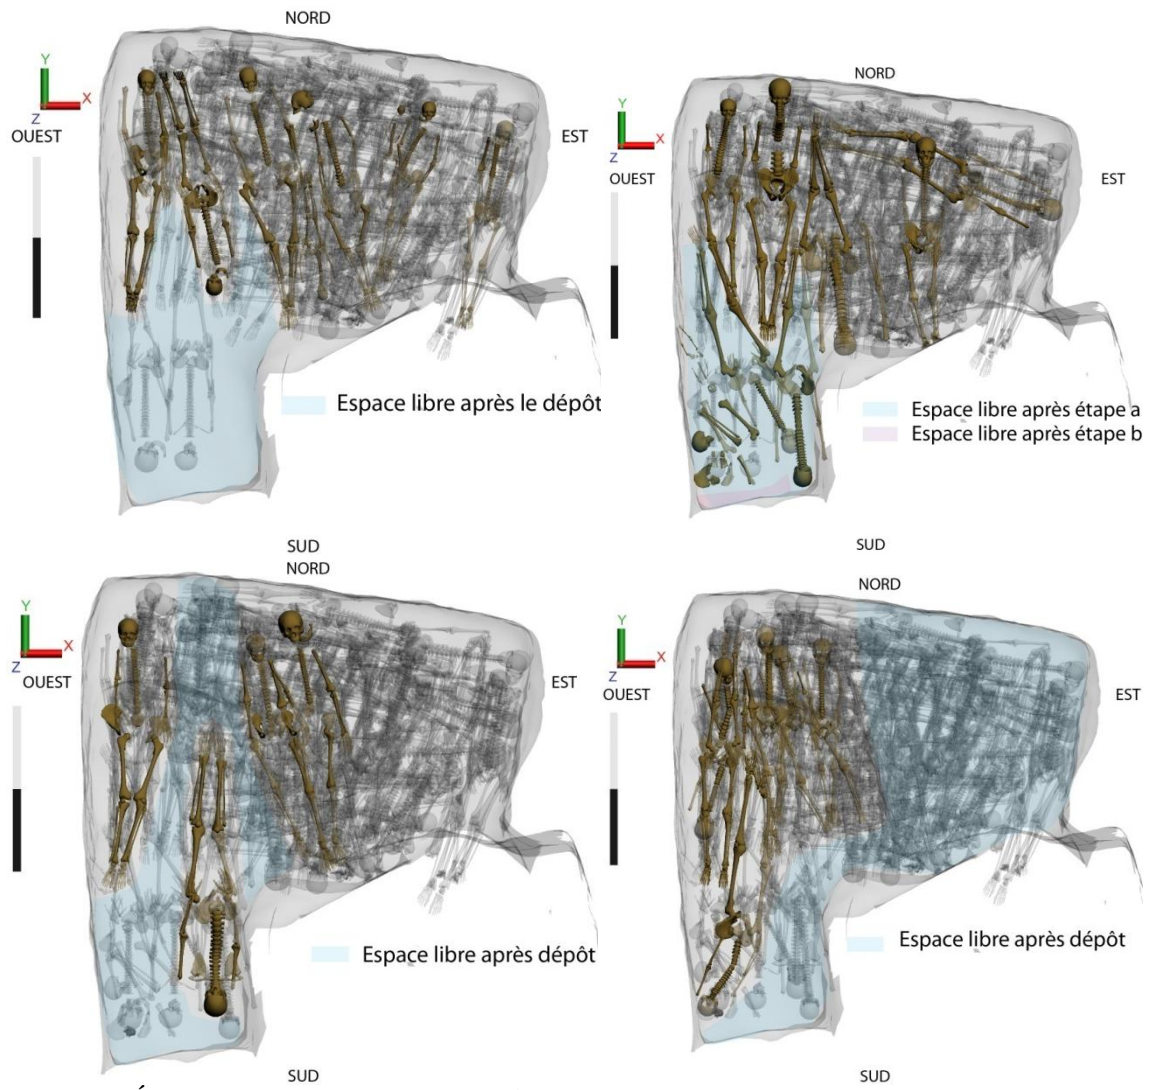 NORD
Y
X
Z
OUEST
EST
Espace libre après le dépôt
SUD
NORD
Y
X
Z
OUEST
EST
Espace libre après étape a
Espace libre après étape b
SUD
NORD
Y
X
Z
OUEST
EST
Espace libre après dépôt
SUD
NORD
Y
X
Z
OUEST
EST
Espace libre après dépôt
SUD